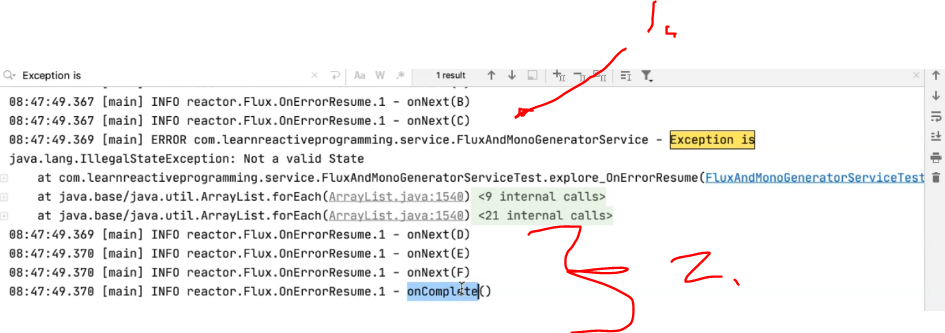 1.
Exception is
Aa W .* 1 result
08:47:49.367 [main] INFO reactor.Flux.OnErrorResume.1 - onNext(B)
08:47:49.367 [main] INFO reactor.Flux.OnErrorResume.1 - onNext(C)
08:47:49.369 [main] ERROR com.learnreactiveprogramming.service.FluxAndMonoGeneratorService - Exception is
java.lang.IllegalStateException: Not a valid State
at com.learnreactiveprogramming.service.FluxAndMonoGeneratorServiceTest.explore_OnErrorResume(FluxAndMonoGeneratorServiceTest
at java.base/java.util.ArrayList.forEach(ArrayList.java:1540) <9 internal calls>
at java.base/java.util.ArrayList.forEach(ArrayList.java:1540) <21 internal calls>
08:47:49.369 [main] INFO reactor.Flux.OnErrorResume.1 - onNext(D)
08:47:49.370 [main] INFO reactor.Flux.OnErrorResume.1 - onNext(E)
08:47:49.370 [main] INFO reactor.Flux.OnErrorResume.1 - onNext(F)
08:47:49.370 [main] INFO reactor.Flux.OnErrorResume.1 - onComplete()
2.